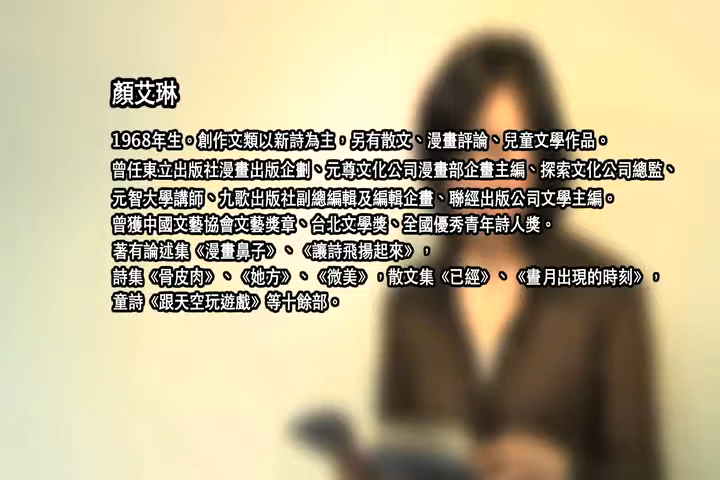 顏艾琳
1968年生。創作文類以新詩為主，另有散文、漫畫評論、兒童文學作品。
曾任東立出版社漫畫出版企劃、元尊文化公司漫畫部企畫主編、探索文化公司總監、
元智大學講師、九歌出版社副總編輯及編輯企畫、聯經出版公司文學主編。
曾獲中國文藝協會文藝獎章、台北文學獎、全國優秀青年詩人獎。
著有論述集《漫畫鼻子》、《讓詩飛揚起來》，
詩集《骨皮肉》、《她方》、《微美》，散文集《已經》、《晝月出現的時刻》，
童詩《跟天空玩遊戲》等十餘部。